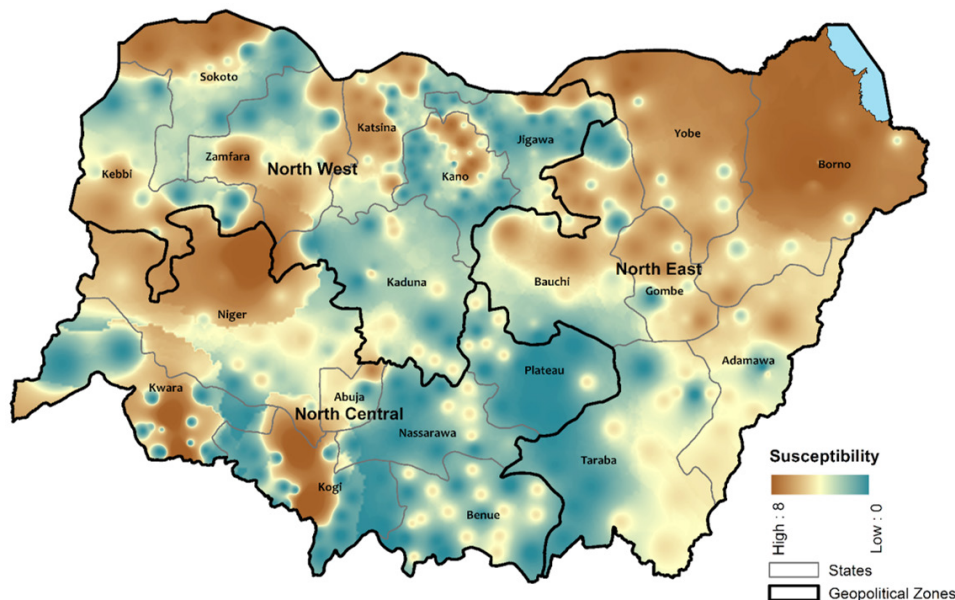 Sokoto
Katsina
Yobe
Jigawa
Zamfara
North West
Borno
Kebbi
Kano
North East
Bauchi
Kaduna
Gombe
Niger
Adamawa
Plateau
Kwara
Abuja
North Central
Nassarawa
Taraba
Kogi
Benue
Susceptibility
High : 8
Low : 0
States
Geopolitical Zones